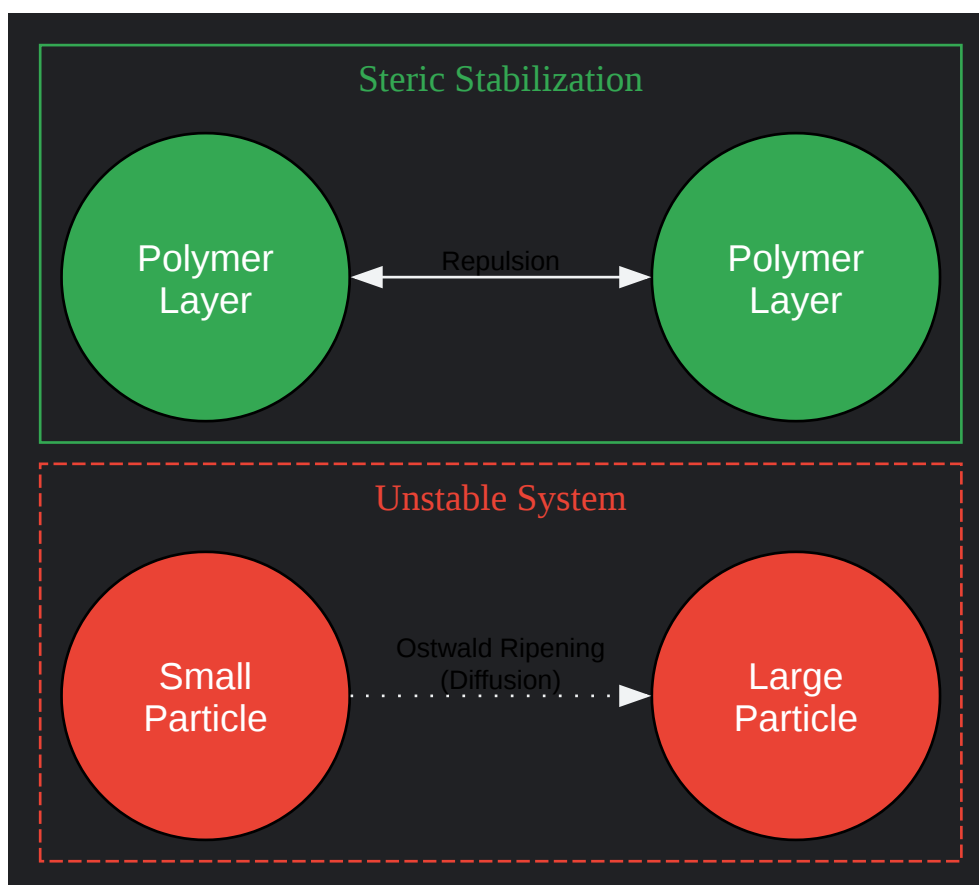 Steric Stabilization
Polymer
Layer
Repulsion
Polymer
Layer
Unstable System
Small
Particle
Ostwald Ripening
(Diffusion)
Large
Particle